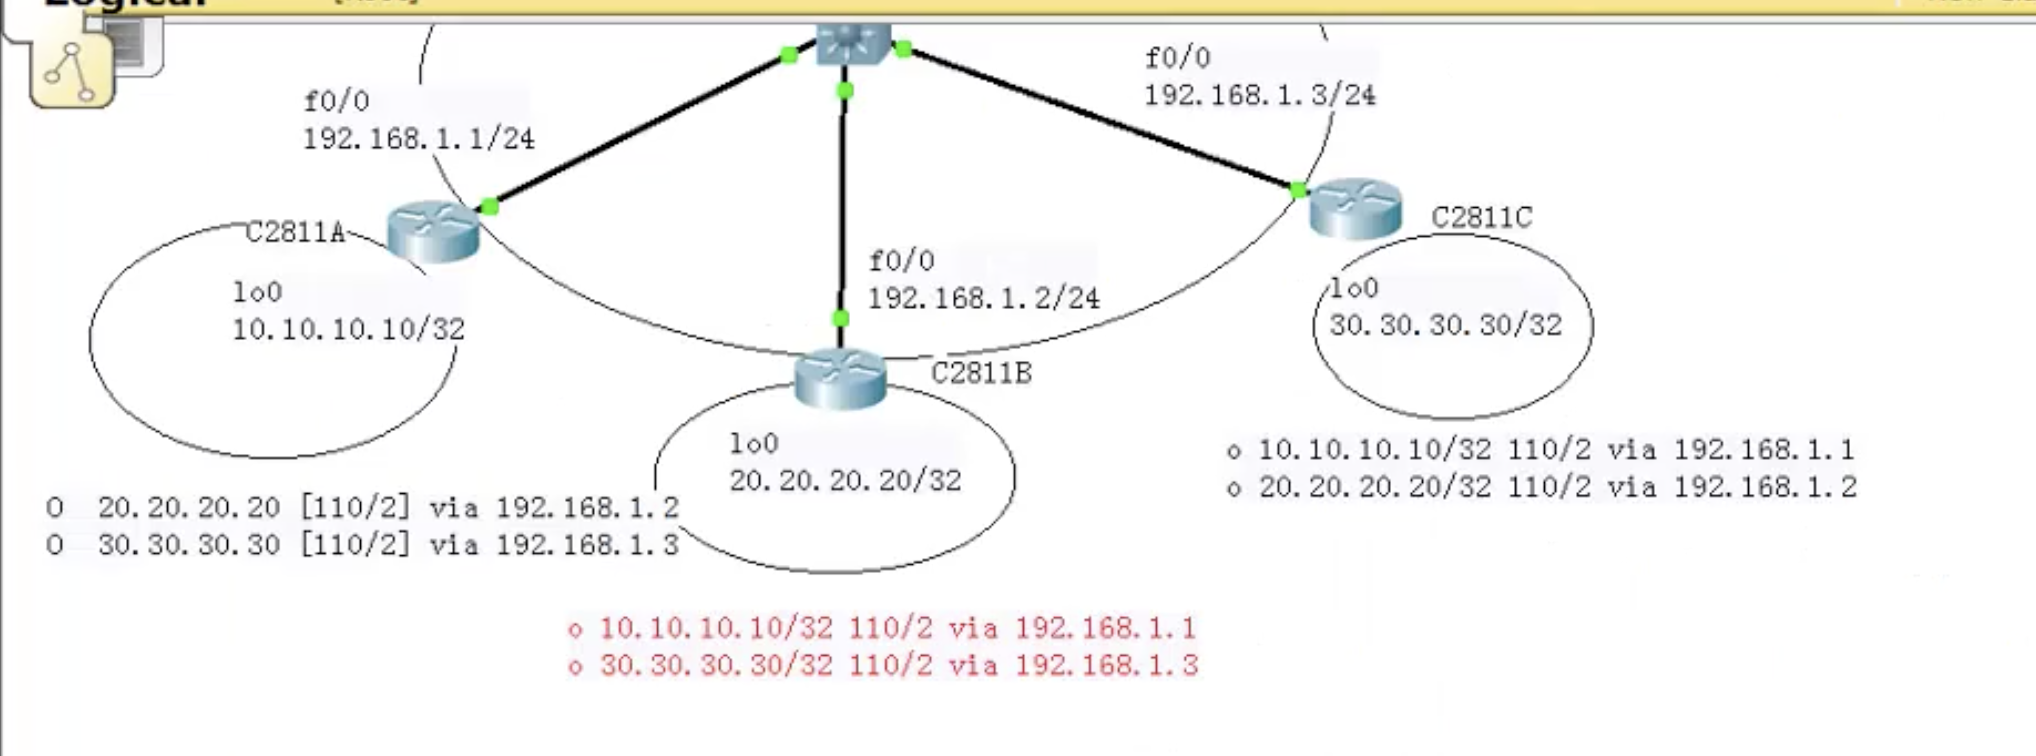 f0/0
192.168.1.1/24
f0/0
192.168.1.3/24
C2811A
C2811C
lo0
10.10.10.10/32
f0/0
192.168.1.2/24
lo0
30.30.30.30/32
C2811B
lo0
20.20.20.20/32
o 10.10.10.10/32 110/2 via 192.168.1.1
o 20.20.20.20/32 110/2 via 192.168.1.2
O 20.20.20.20 [110/2] via 192.168.1.2
O 30.30.30.30 [110/2] via 192.168.1.3
o 10.10.10.10/32 110/2 via 192.168.1.1
o 30.30.30.30/32 110/2 via 192.168.1.3